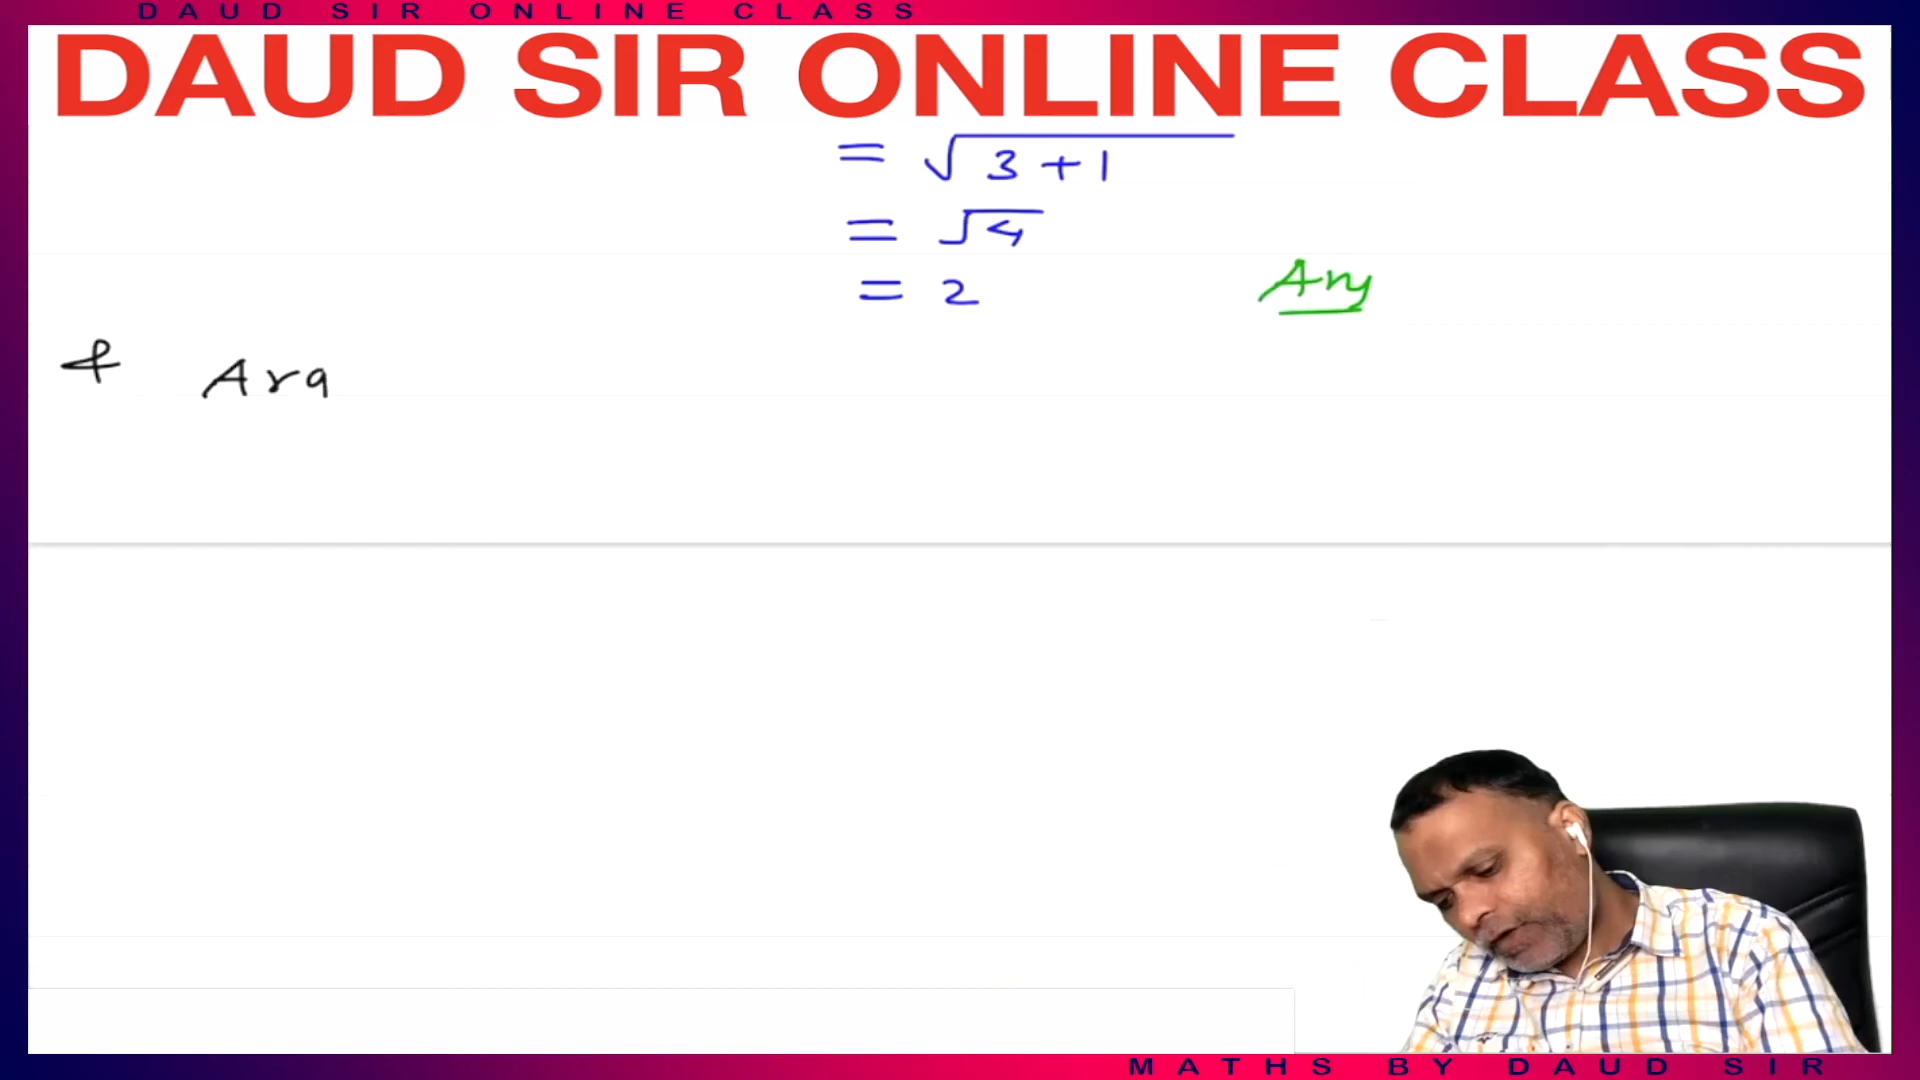 DAUD SIR ONLINE CLASS
DAUD SIR ONLINE CLASS
= √3+1
= √4
= 2
Ans
& Arg
MATHS BY DAUD SIR